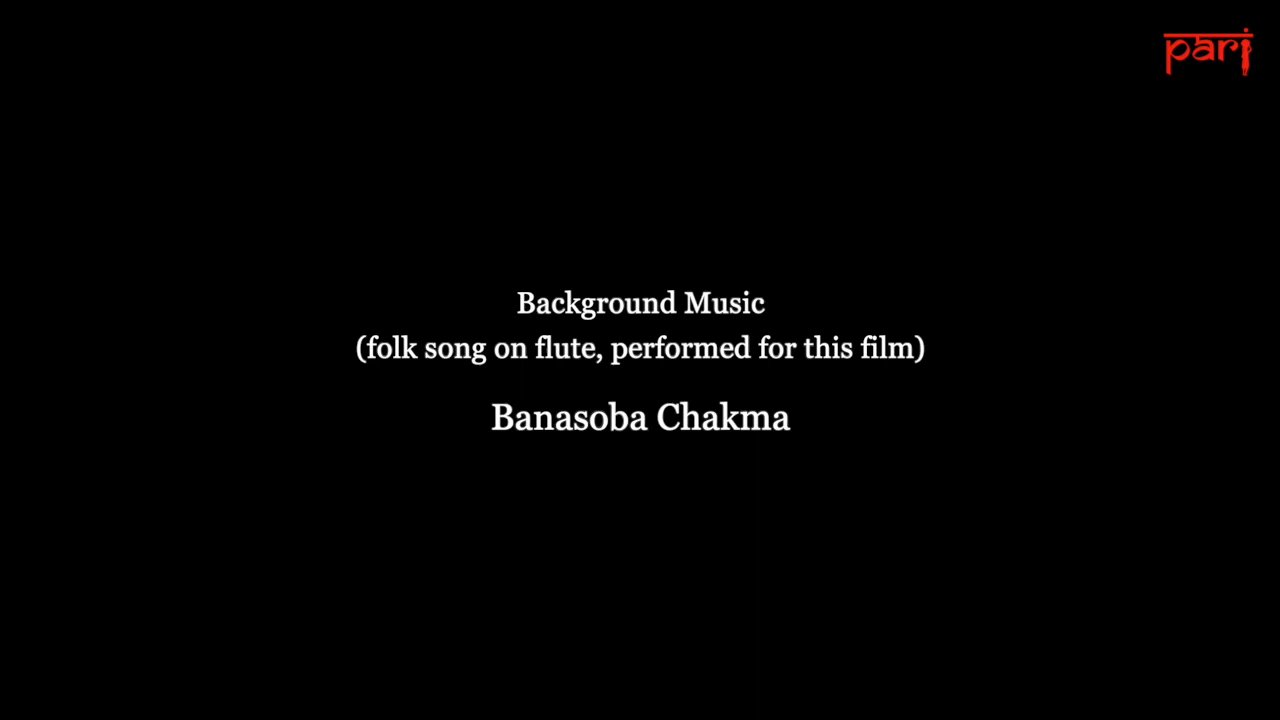 pari
Background Music
(folk song on flute, performed for this film)
Banasoba Chakma